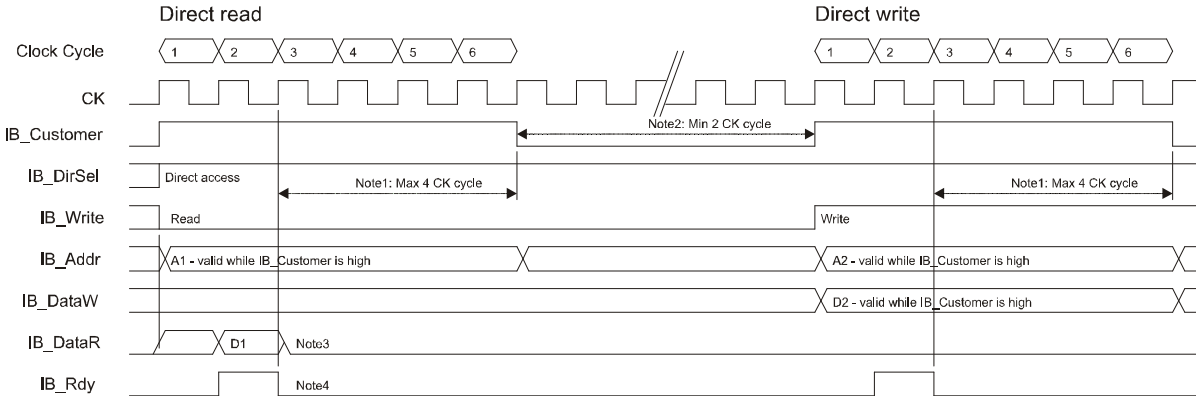 Direct read Direct write
Clock Cycle 1 2 3 4 5 6 1 2 3 4 5 6
CK
IB_Customer Note2: Min 2 CK cycle
IB_DirSel Direct access Note1: Max 4 CK cycle Note1: Max 4 CK cycle
IB_Write Read Write
IB_Addr A1 - valid while IB_Customer is high A2 - valid while IB_Customer is high
IB_DataW D2 - valid while IB_Customer is high
IB_DataR D1 Note3
IB_Rdy Note4